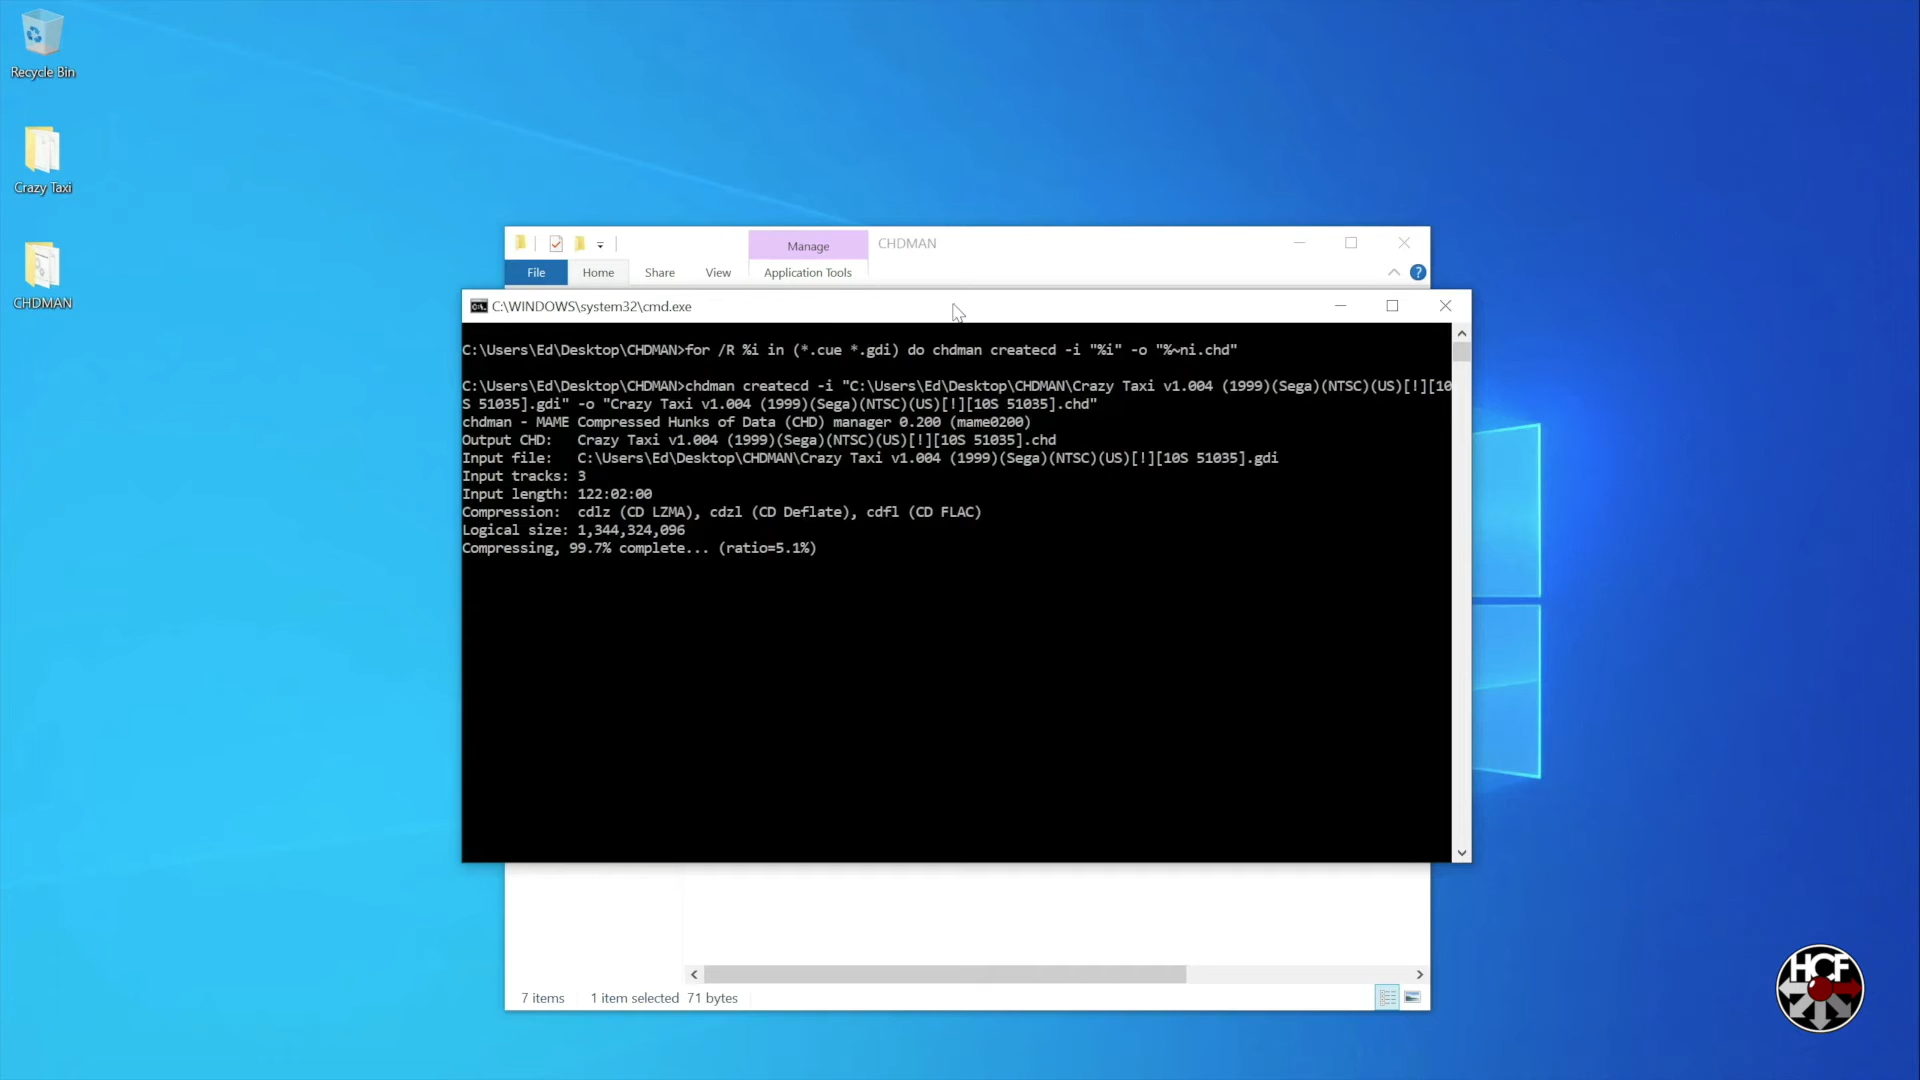 Recycle Bin
Crazy Taxi
CHDMAN
Manage
CHDMAN
File
Home
Share
View
Application Tools
?
C:\WINDOWS\system32\cmd.exe
C:\Users\Ed\Desktop\CHDMAN>for /R %i in (*.cue *.gdi) do chdman createcd -i "%i" -o "%~ni.chd"
C:\Users\Ed\Desktop\CHDMAN>chdman createcd -i "C:\Users\Ed\Desktop\CHDMAN\Crazy Taxi v1.004 (1999)(Sega)(NTSC)(US)[!][10
S 51035].gdi" -o "Crazy Taxi v1.004 (1999)(Sega)(NTSC)(US)[!][10S 51035].chd"
chdman - MAME Compressed Hunks of Data (CHD) manager 0.200 (mame0200)
Output CHD:   Crazy Taxi v1.004 (1999)(Sega)(NTSC)(US)[!][10S 51035].chd
Input file:   C:\Users\Ed\Desktop\CHDMAN\Crazy Taxi v1.004 (1999)(Sega)(NTSC)(US)[!][10S 51035].gdi
Input tracks: 3
Input length: 122:02:00
Compression:  cdlz (CD LZMA), cdzl (CD Deflate), cdfl (CD FLAC)
Logical size: 1,344,324,096
Compressing, 99.7% complete... (ratio=5.1%)
7 items
1 item selected
71 bytes
HCF